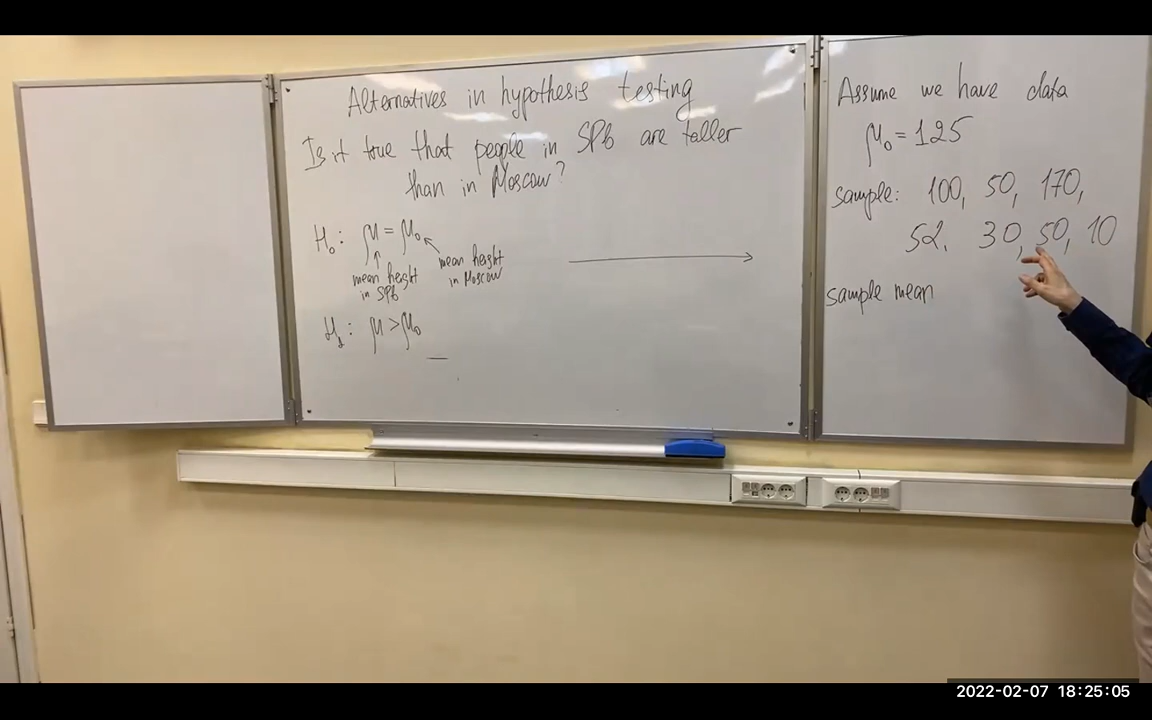 Alternatives in hypothesis testing
Is it true that people in SPb are taller
than in Moscow?
H₀: μ = μ₀
mean height
in SPb
mean height
in Moscow
H₁: μ > μ₀
Assume we have data
μ₀ = 125
sample: 100, 50, 170,
52, 30, 50, 10
sample mean
2022-02-07 18:25:05